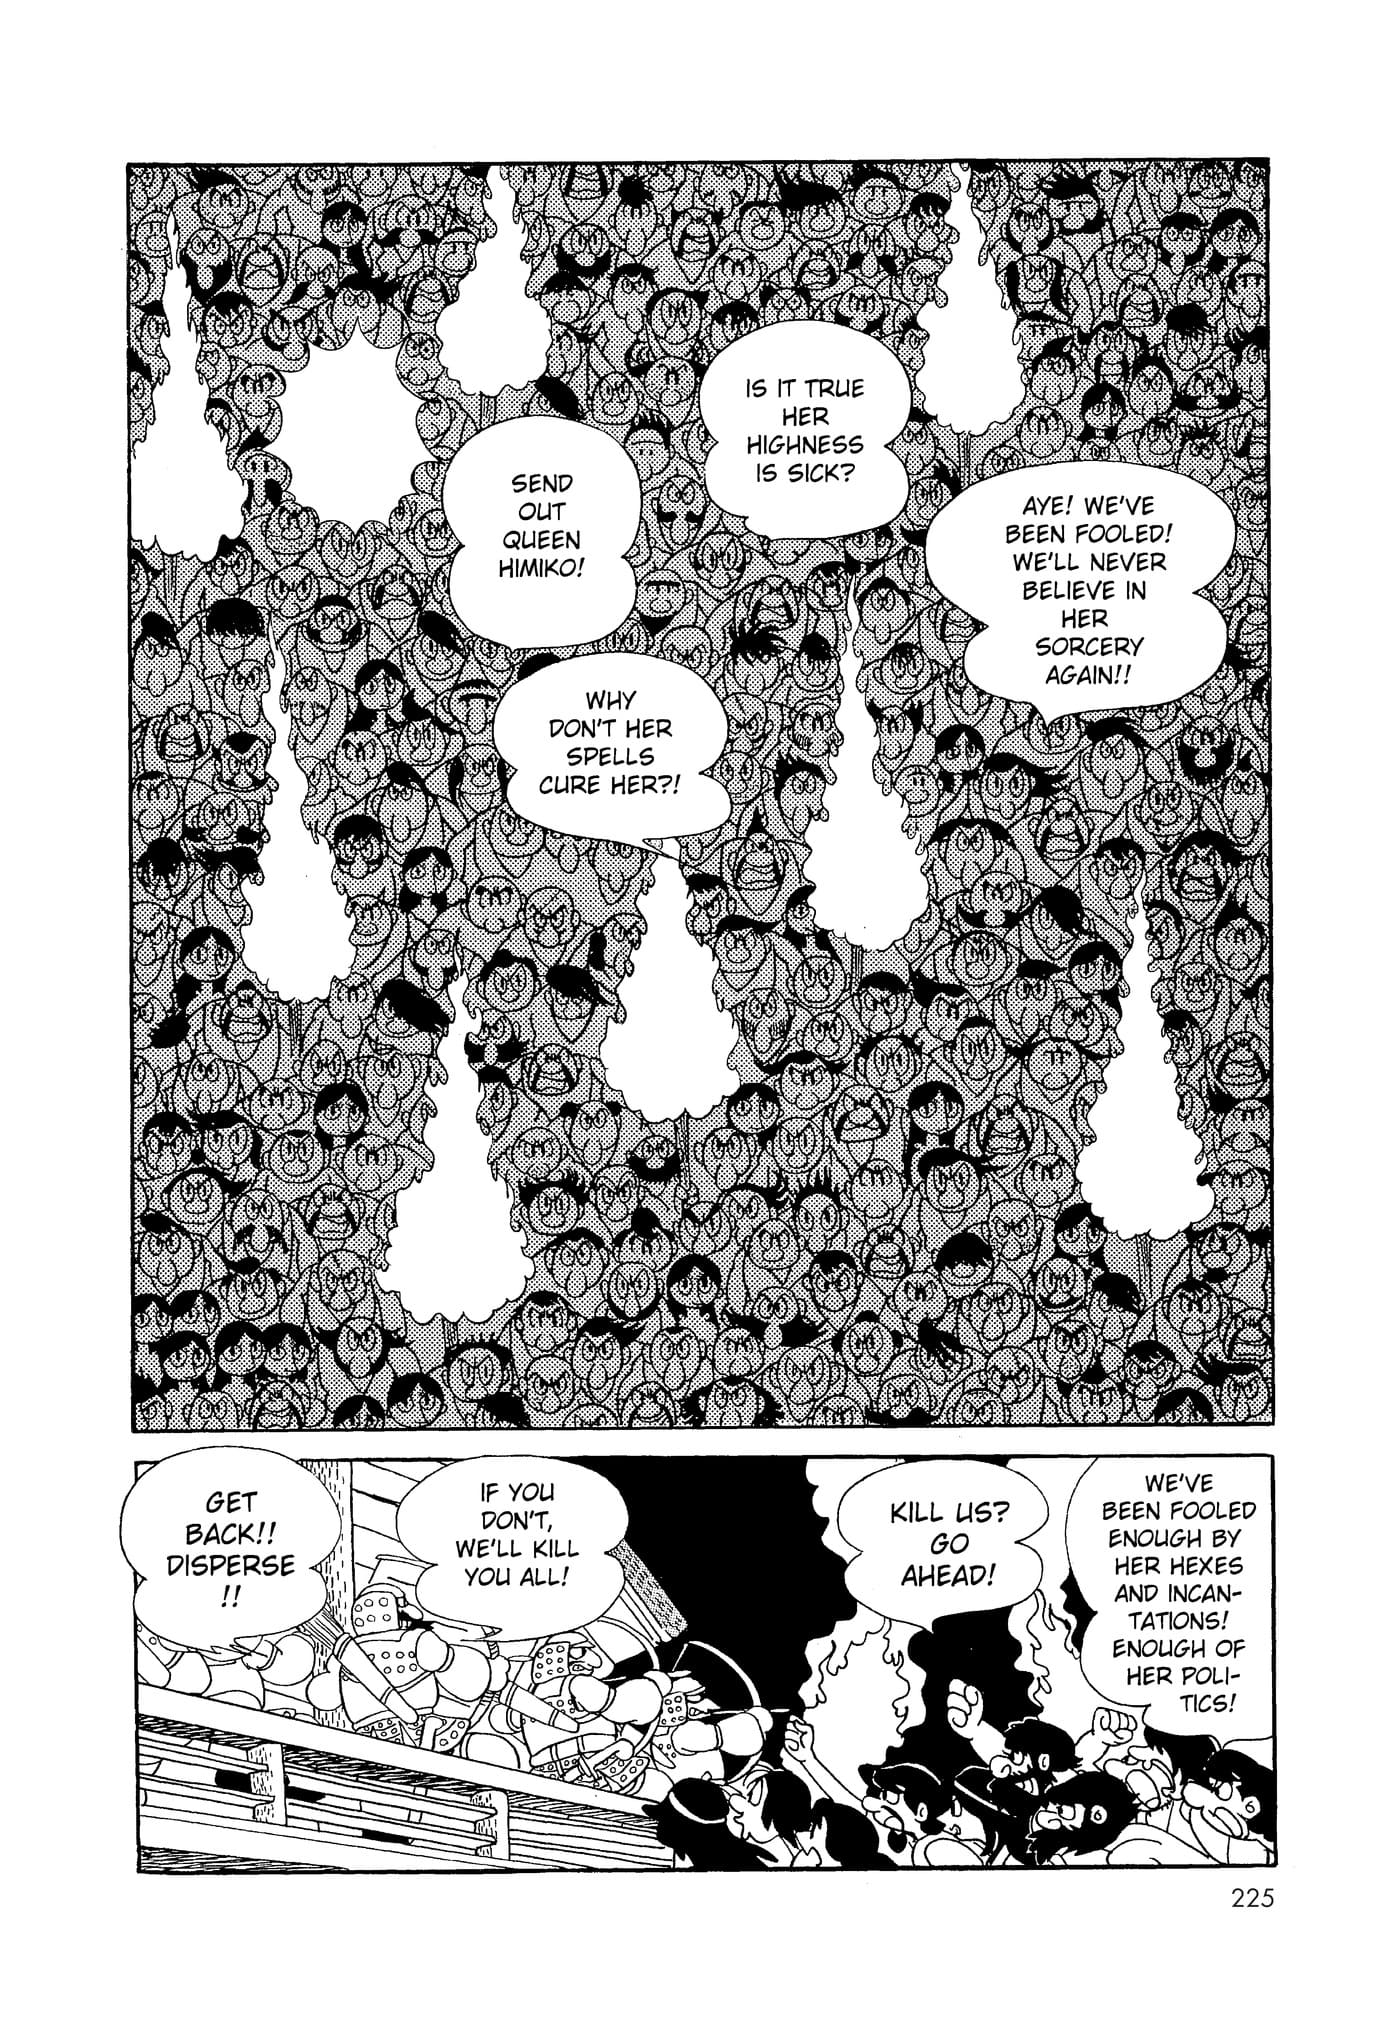 SEND
OUT
QUEEN
HIMIKO!
IS IT TRUE
HER
HIGHNESS
IS SICK?
AYE! WE'VE
BEEN FOOLED!
WE'LL NEVER
BELIEVE IN
HER
SORCERY
AGAIN!!
WHY
DON'T HER
SPELLS
CURE HER?!
GET
BACK!!
DISPERSE
!!
IF YOU
DON'T,
WE'LL KILL
YOU ALL!
KILL US?
GO
AHEAD!
WE'VE
BEEN FOOLED
ENOUGH BY
HER HEXES
AND INCAN-
TATIONS!
ENOUGH OF
HER POLI-
TICS!
225